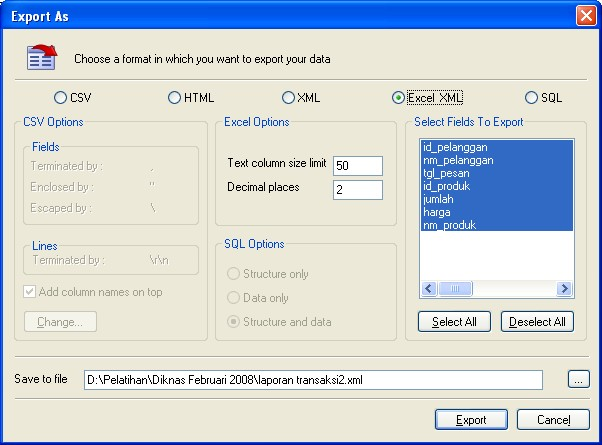 Export As
Choose a format in which you want to export your data
CSV HTML XML Excel XML SQL
CSV Options
Fields
Terminated by : ,
Enclosed by : "
Escaped by : \
Lines
Terminated by : \r\n
Add column names on top
Change...
Excel Options
Text column size limit 50
Decimal places 2
SQL Options
Structure only
Data only
Structure and data
Select Fields To Export
id_pelanggan
nm_pelanggan
tgl_pesan
id_produk
jumlah
harga
nm_produk
Select All Deselect All
Save to file D:\Pelatihan\Diknas Februari 2008\laporan transaksi2.xml ...
Export Cancel